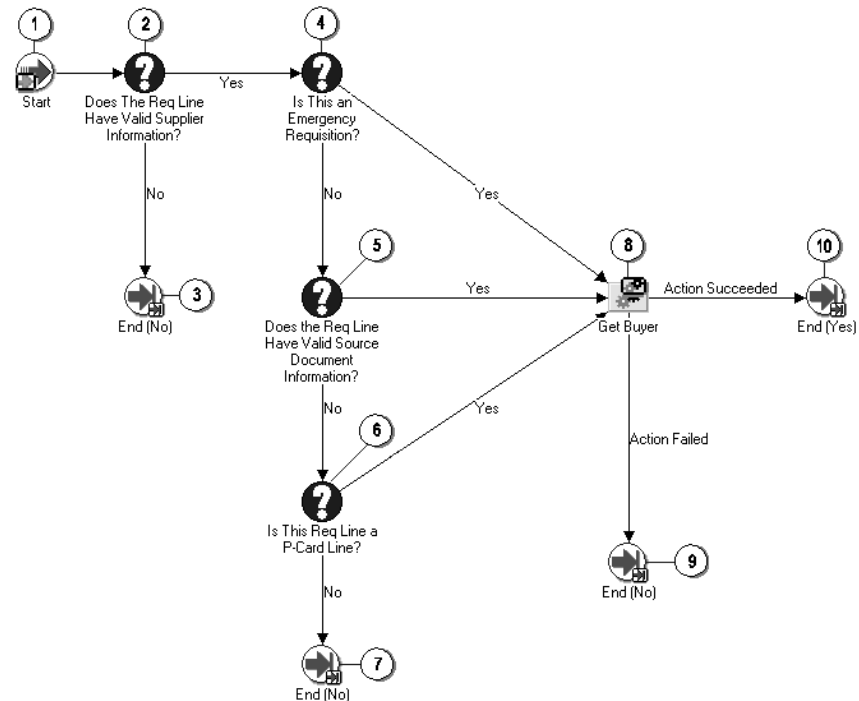 1
2
4
Start
Does The Req Line
Have Valid Supplier
Information?
Yes
Is This an
Emergency
Requisition?
No
No
Yes
3
End (No)
5
8
10
Yes
Action Succeeded
Does the Req Line
Have Valid Source
Document
Information?
Get Buyer
End (Yes)
No
Yes
6
Action Failed
Is This Req Line a
P-Card Line?
9
End (No)
No
7
End (No)